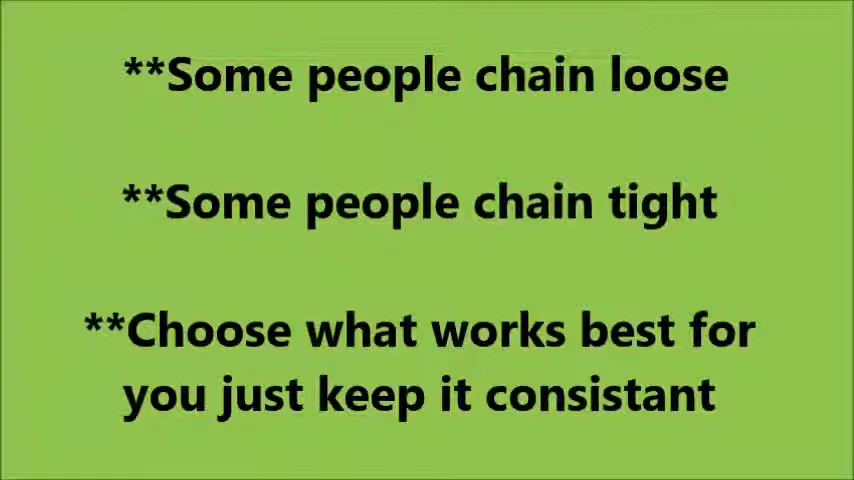 **Some people chain loose
**Some people chain tight
**Choose what works best for
you just keep it consistant